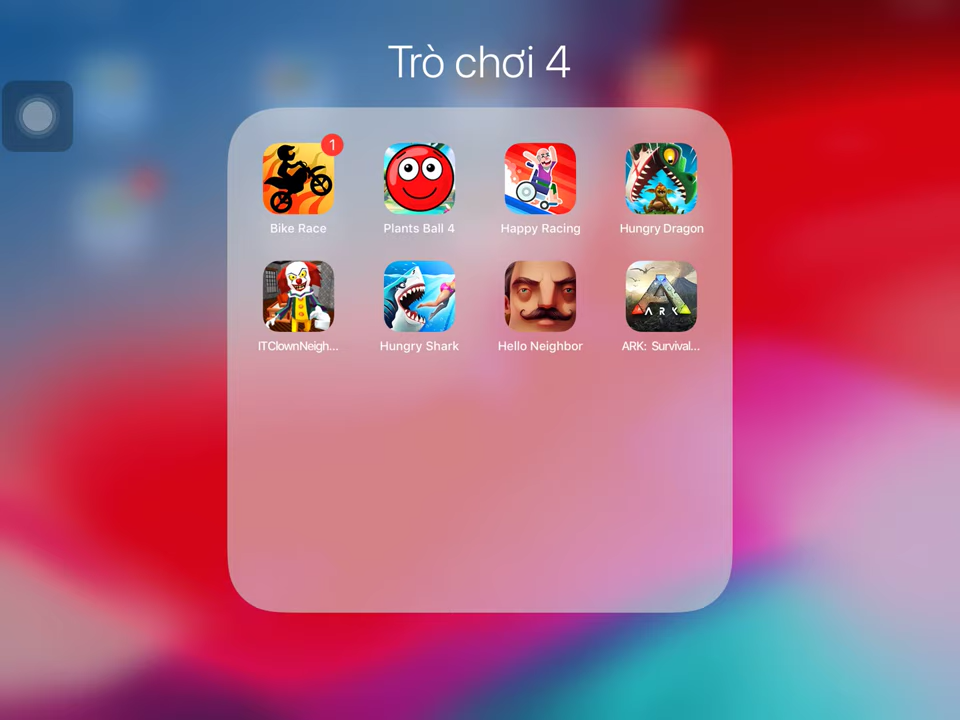 Trò chơi 4
1
Bike Race
Plants Ball 4
Happy Racing
Hungry Dragon
ARK
ITClownNeigh...
Hungry Shark
Hello Neighbor
ARK: Survival...